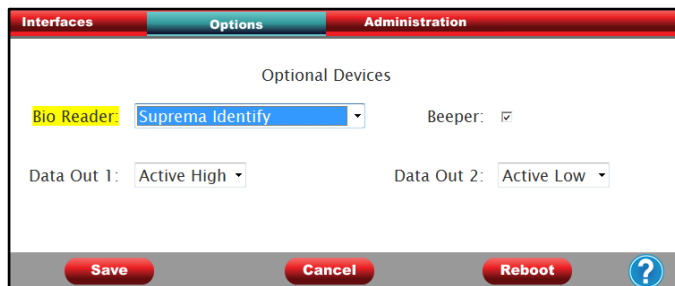 Interfaces Options Administration
Optional Devices
Bio Reader: Suprema Identify Beeper:
Data Out 1: Active High Data Out 2: Active Low
Save Cancel Reboot ?